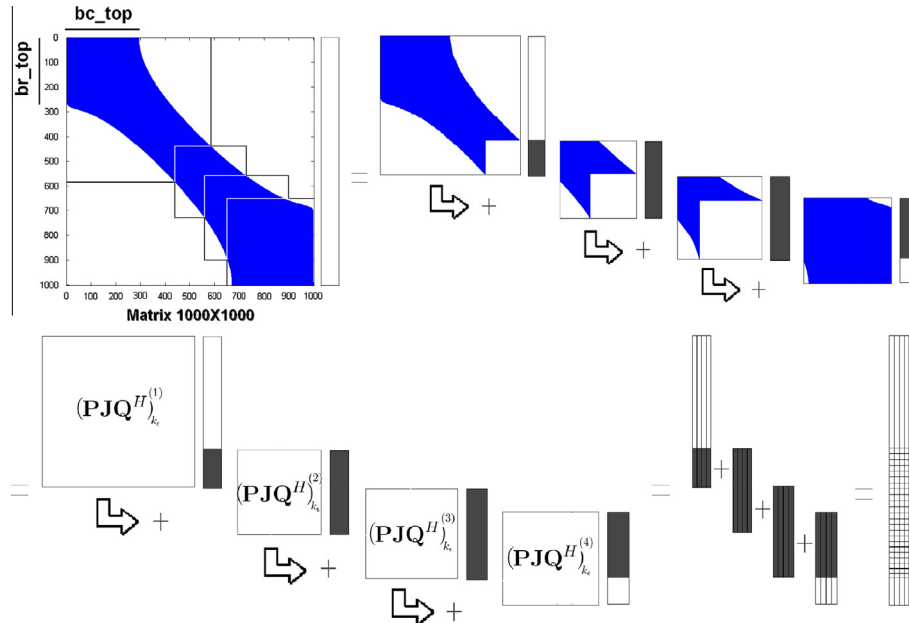 bc_top
br_top
0
100
200
300
400
500
600
700
800
900
1000
0 100 200 300 400 500 600 700 800 900 1000
Matrix 1000X1000
= + + +
= (PJQ^H)^{(1)}_{k_ε} + (PJQ^H)^{(2)}_{k_ε} + (PJQ^H)^{(3)}_{k_ε} + (PJQ^H)^{(4)}_{k_ε}
= + + + =